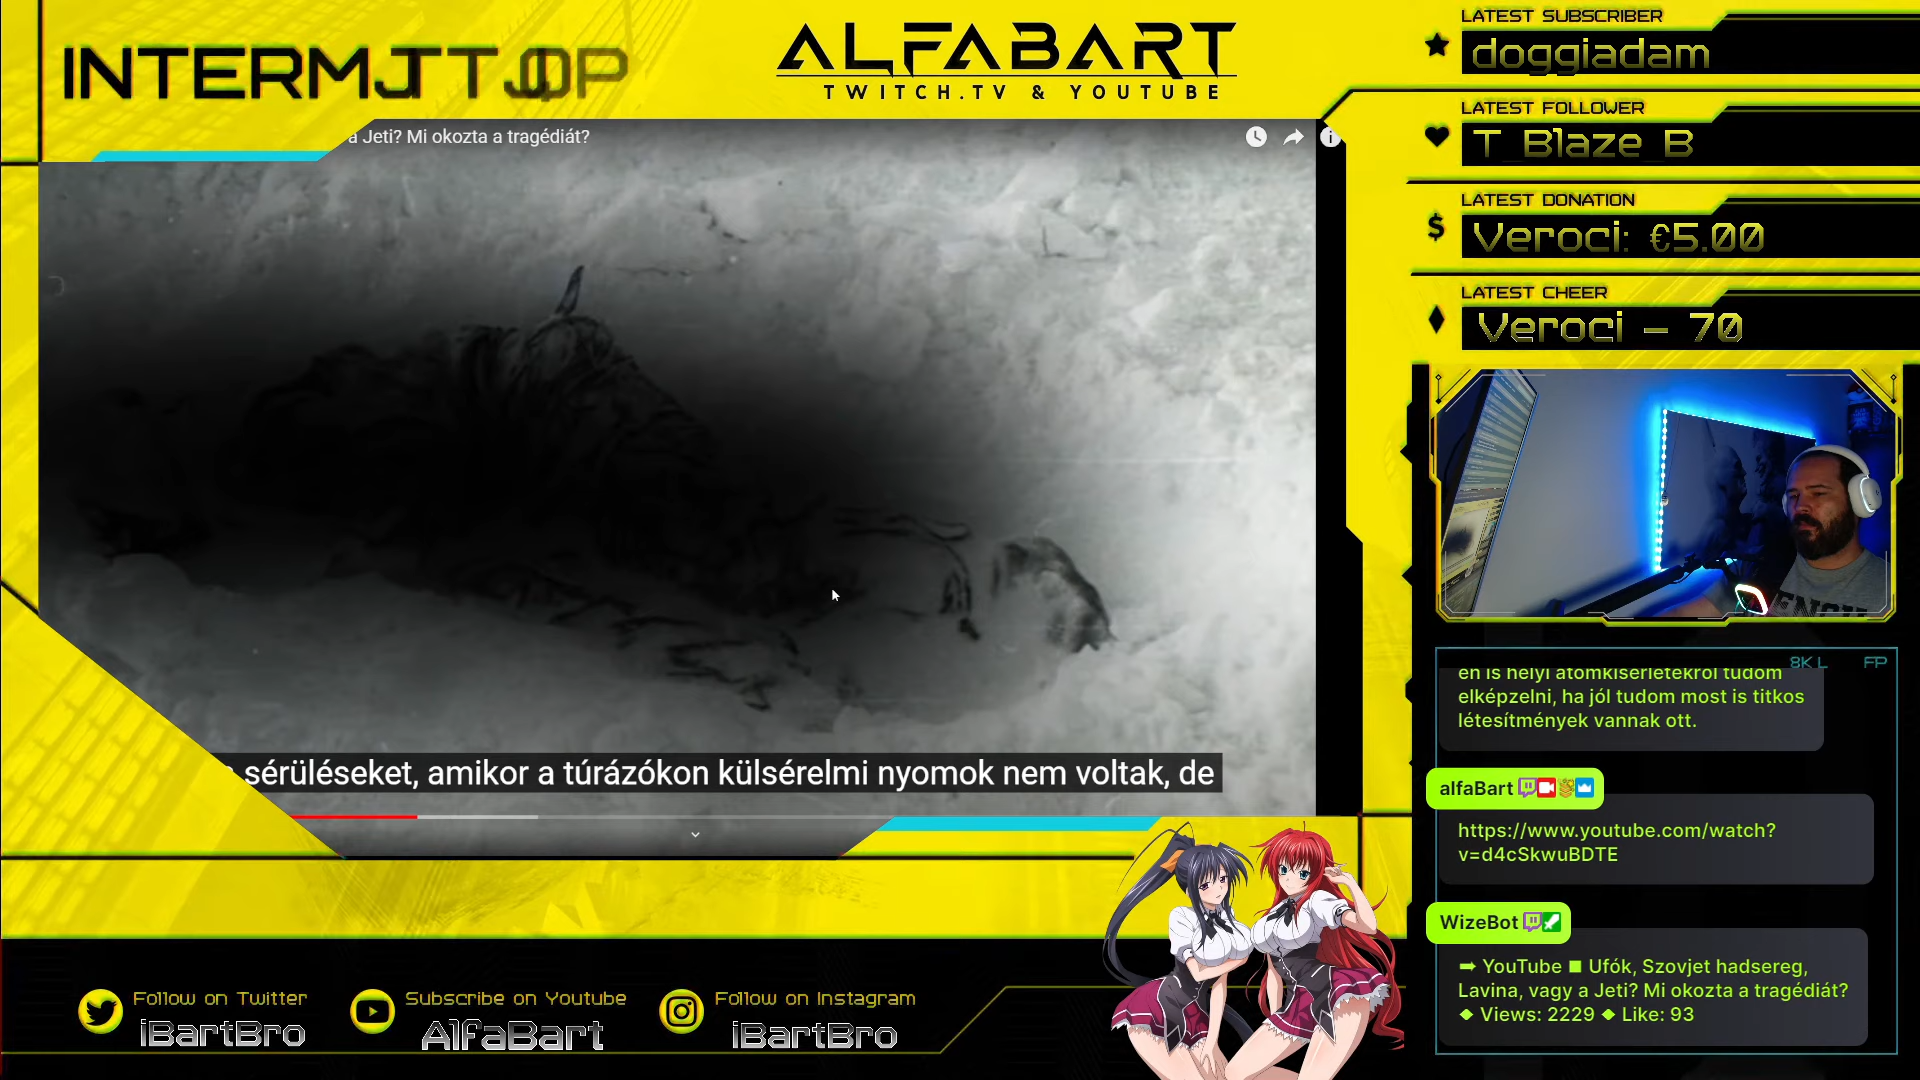 ALFABART
TWITCH.TV & YOUTUBE
a Jeti? Mi okozta a tragédiát?
sérüléseket, amikor a túrázókon külsérelmi nyomok nem voltak, de
LATEST SUBSCRIBER
doggiadam
LATEST FOLLOWER
T_Blaze_B
LATEST DONATION
Veroci: €5.00
LATEST CHEER
Veroci - 70
8K L FP
én is helyi atomkísérletekről tudom
elképzelni, ha jól tudom most is titkos
létesítmények vannak ott.
alfaBart
https://www.youtube.com/watch?
v=d4cSkwuBDTE
WizeBot
➡ YouTube ■ Ufók, Szovjet hadsereg,
Lavina, vagy a Jeti? Mi okozta a tragédiát?
◆ Views: 2229 ◆ Like: 93
Follow on Twitter
iBartBro
Subscribe on Youtube
AlfaBart
Follow on Instagram
iBartBro